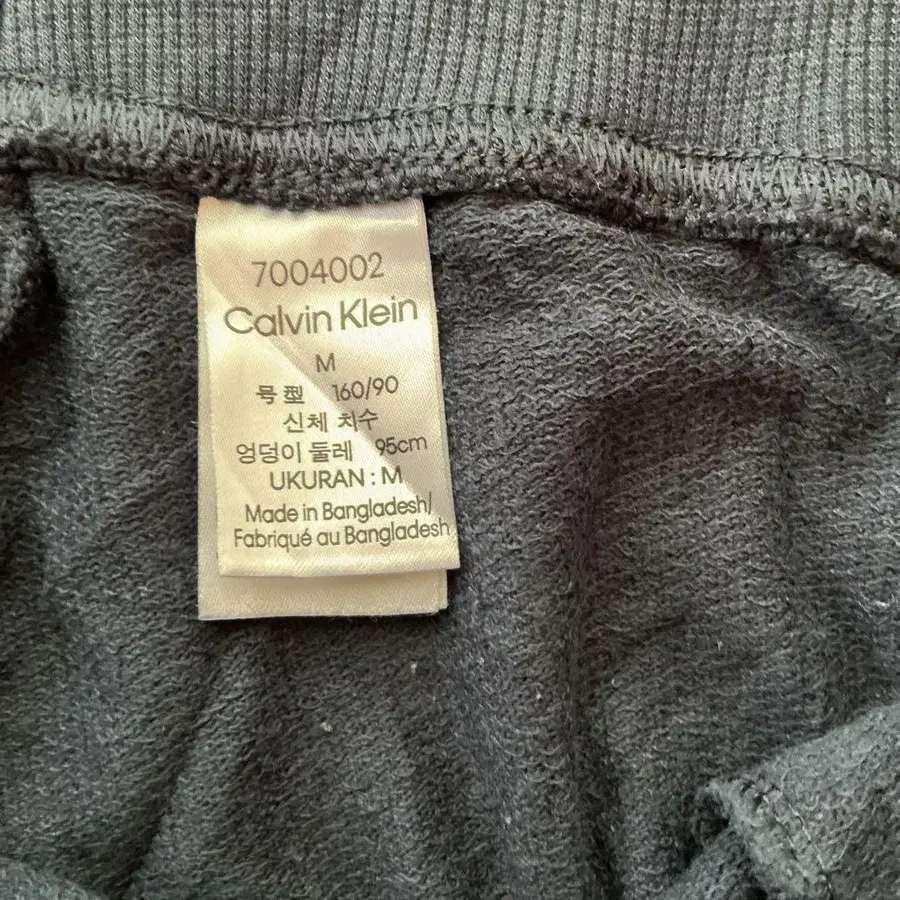 7004002
Calvin Klein
M
号型 160/90
신체 치수
엉덩이 둘레 95cm
UKURAN : M
Made in Bangladesh/
Fabriqué au Bangladesh